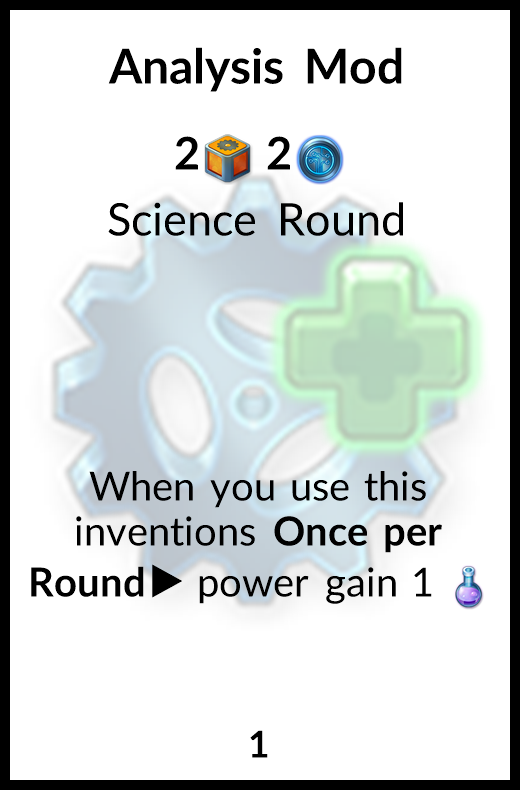 Analysis Mod
2 2
Science Round
When you use this
inventions Once per
Round▶ power gain 1
1